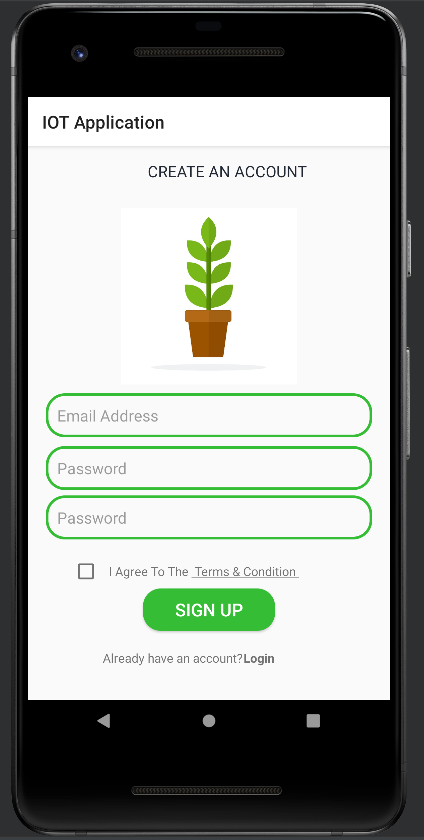 IOT Application
CREATE AN ACCOUNT
Email Address
Password
Password
I Agree To The Terms & Condition
SIGN UP
Already have an account?Login